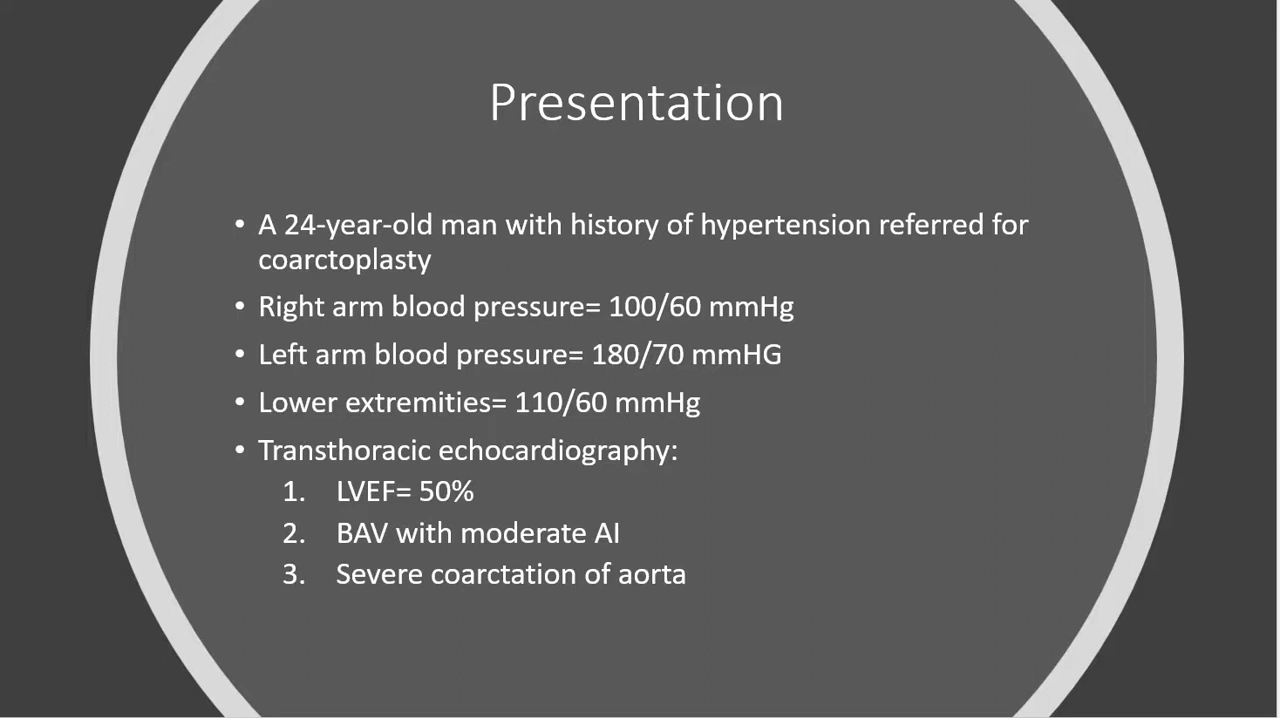 Presentation
• A 24-year-old man with history of hypertension referred for
coarctoplasty
• Right arm blood pressure= 100/60 mmHg
• Left arm blood pressure= 180/70 mmHG
• Lower extremities= 110/60 mmHg
• Transthoracic echocardiography:
1. LVEF= 50%
2. BAV with moderate AI
3. Severe coarctation of aorta